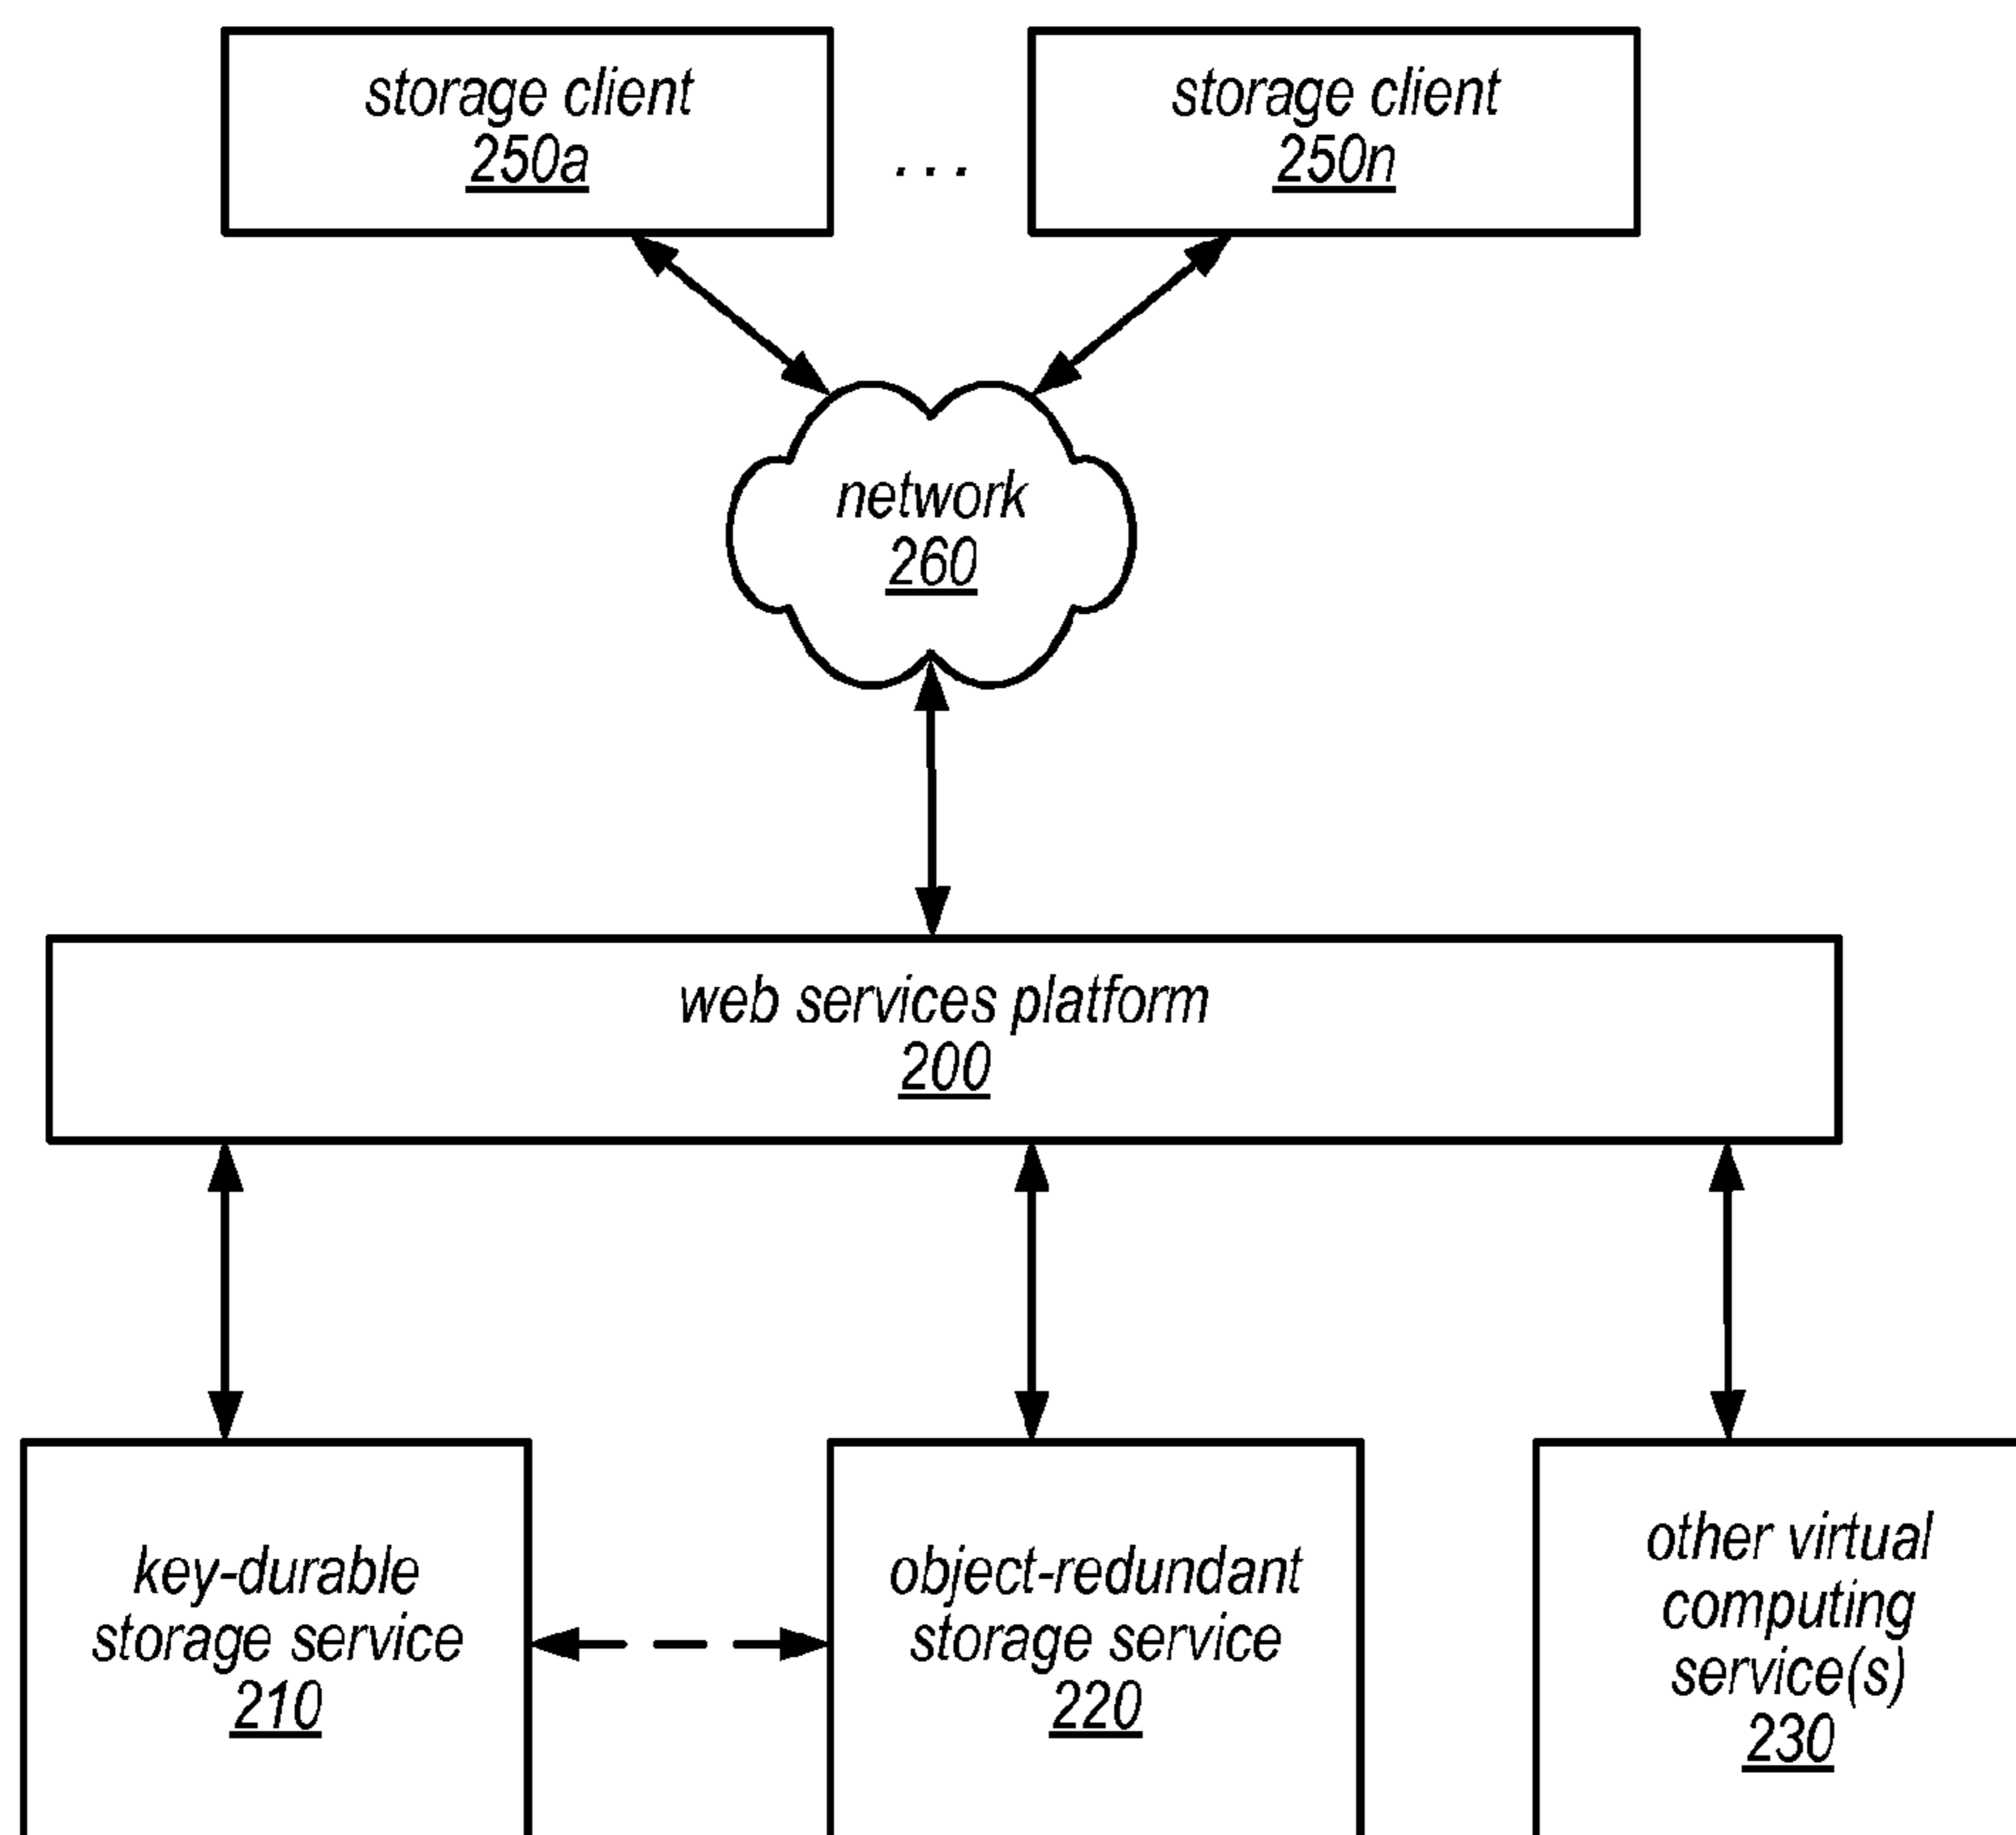 storage client
250a
...
storage client
250n
network
260
web services platform
200
key-durable
storage service
210
object-redundant
storage service
220
other virtual
computing
service(s)
230